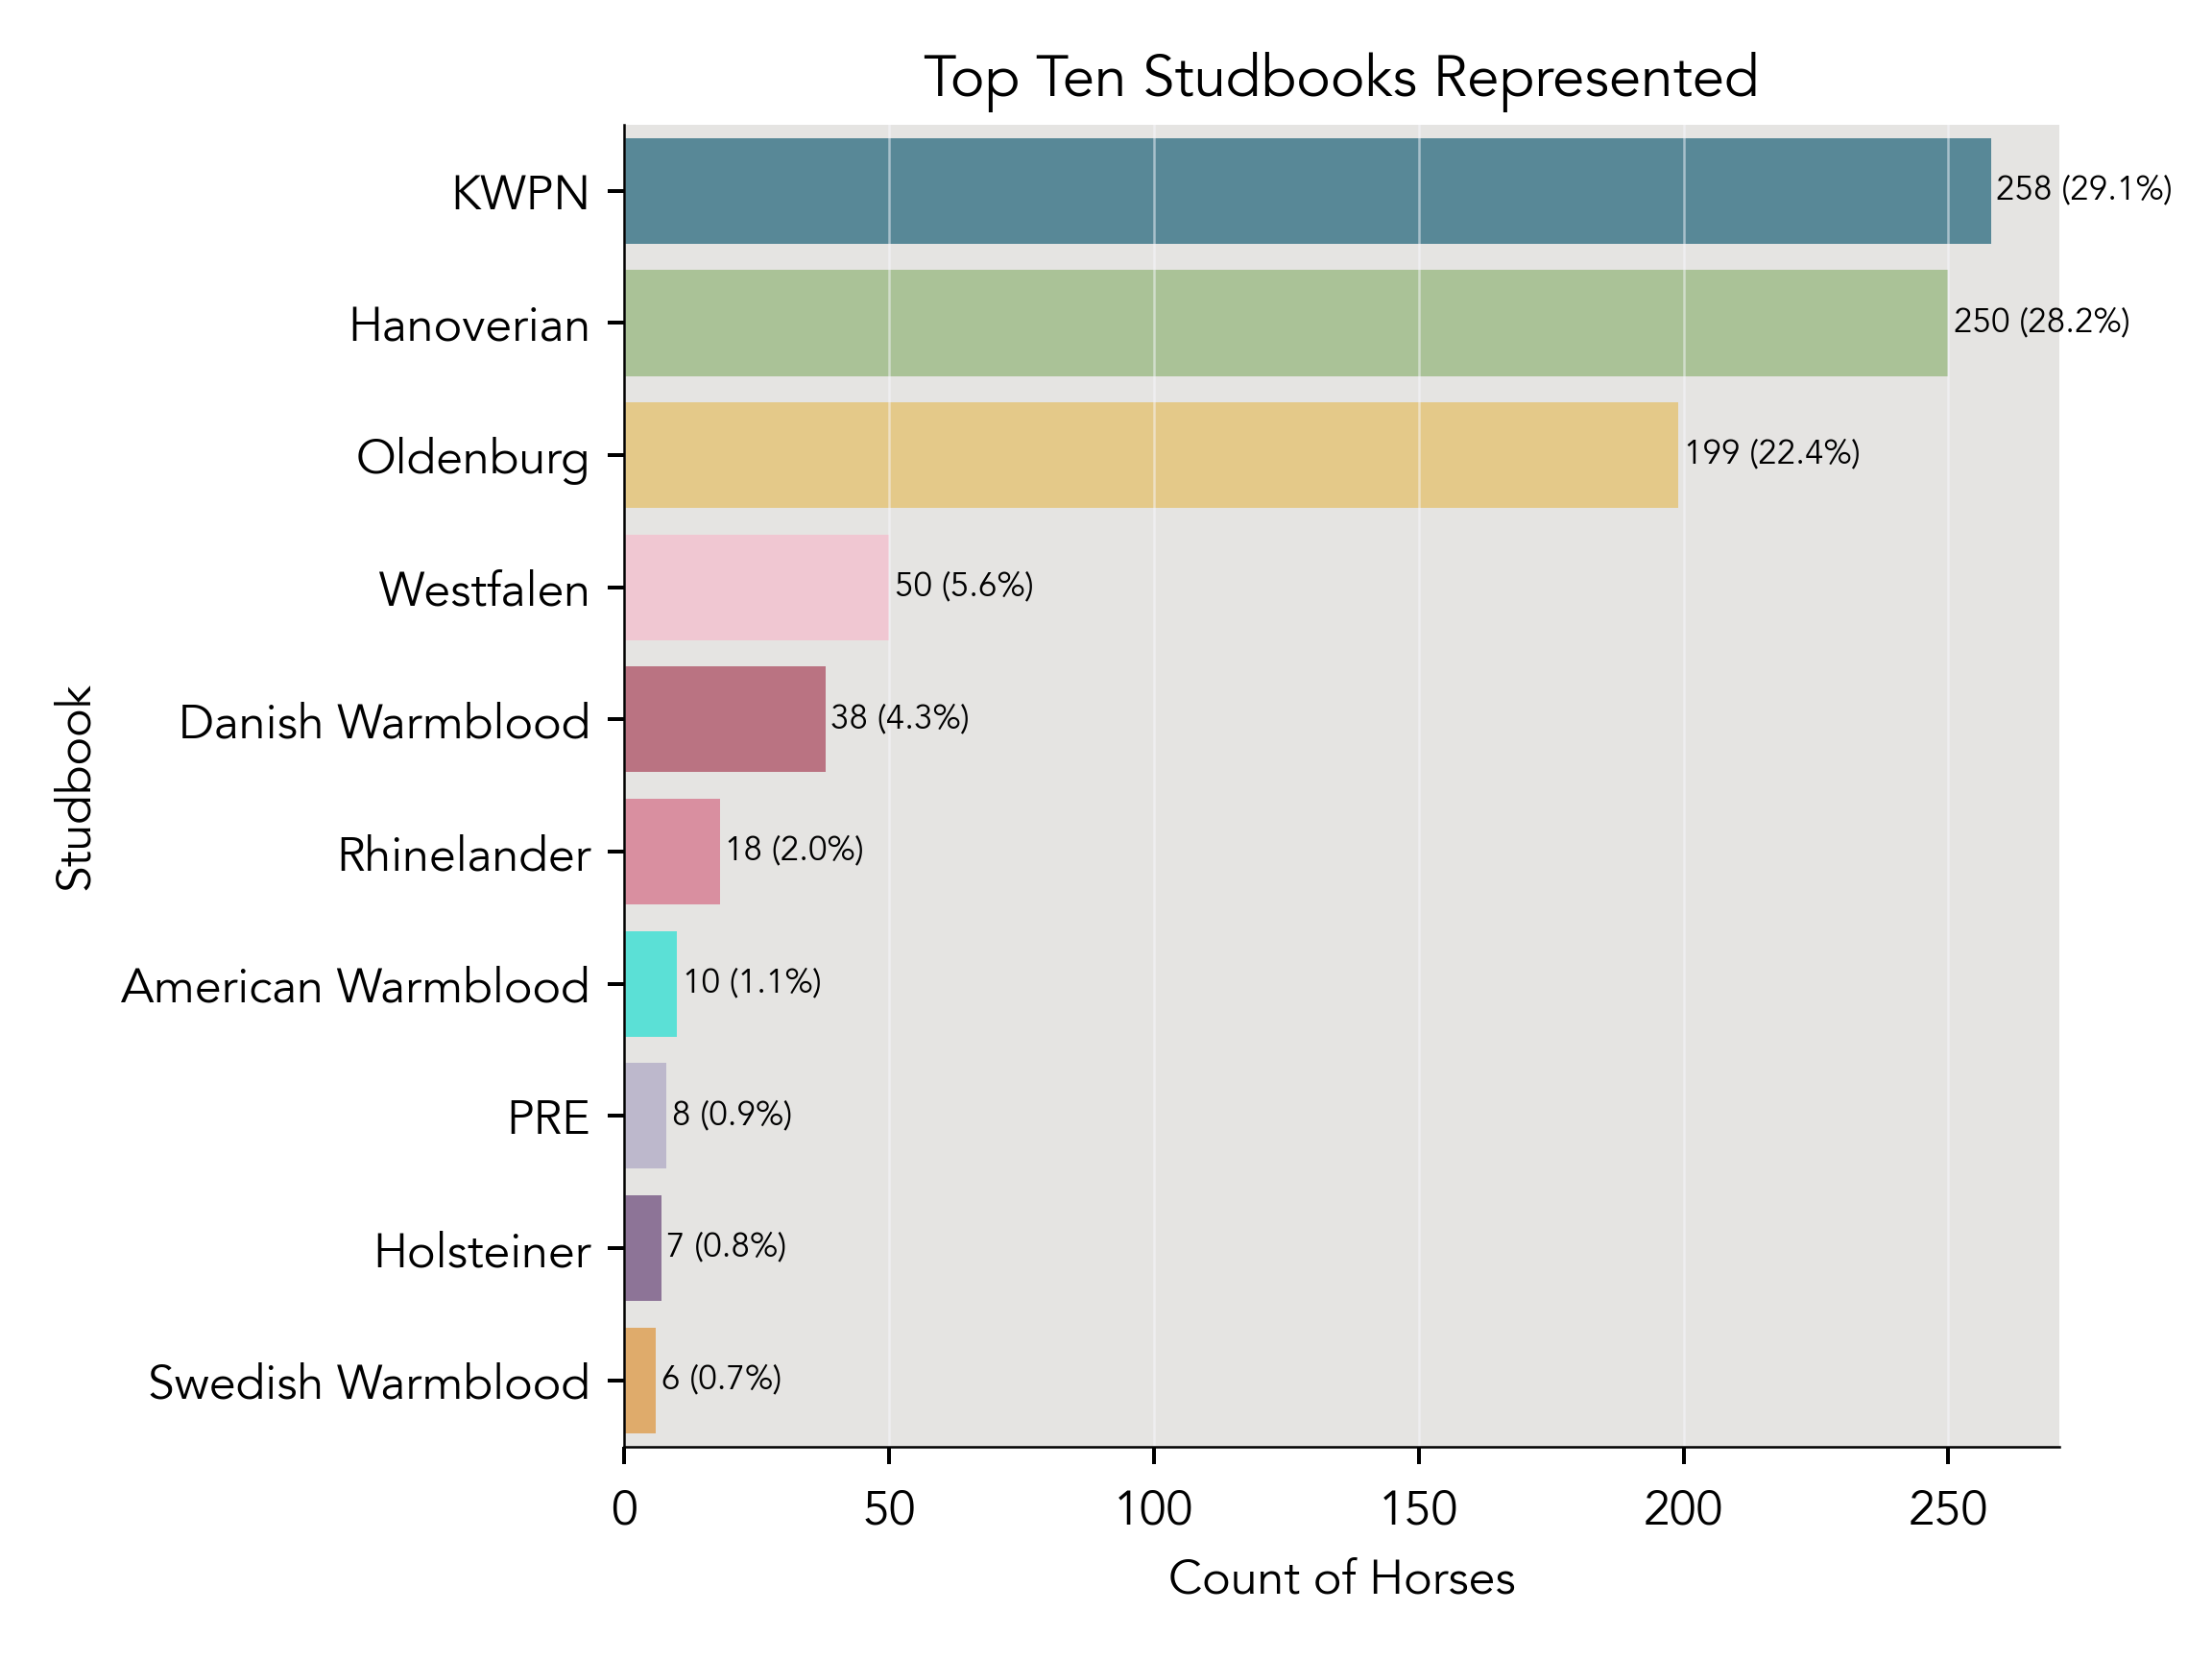 Top Ten Studbooks Represented
KWPN
258 (29.1%)
Hanoverian
250 (28.2%)
Oldenburg
199 (22.4%)
Westfalen
50 (5.6%)
Danish Warmblood
38 (4.3%)
Rhinelander
18 (2.0%)
American Warmblood
10 (1.1%)
PRE
8 (0.9%)
Holsteiner
7 (0.8%)
Swedish Warmblood
6 (0.7%)
Studbook
0 50 100 150 200 250
Count of Horses